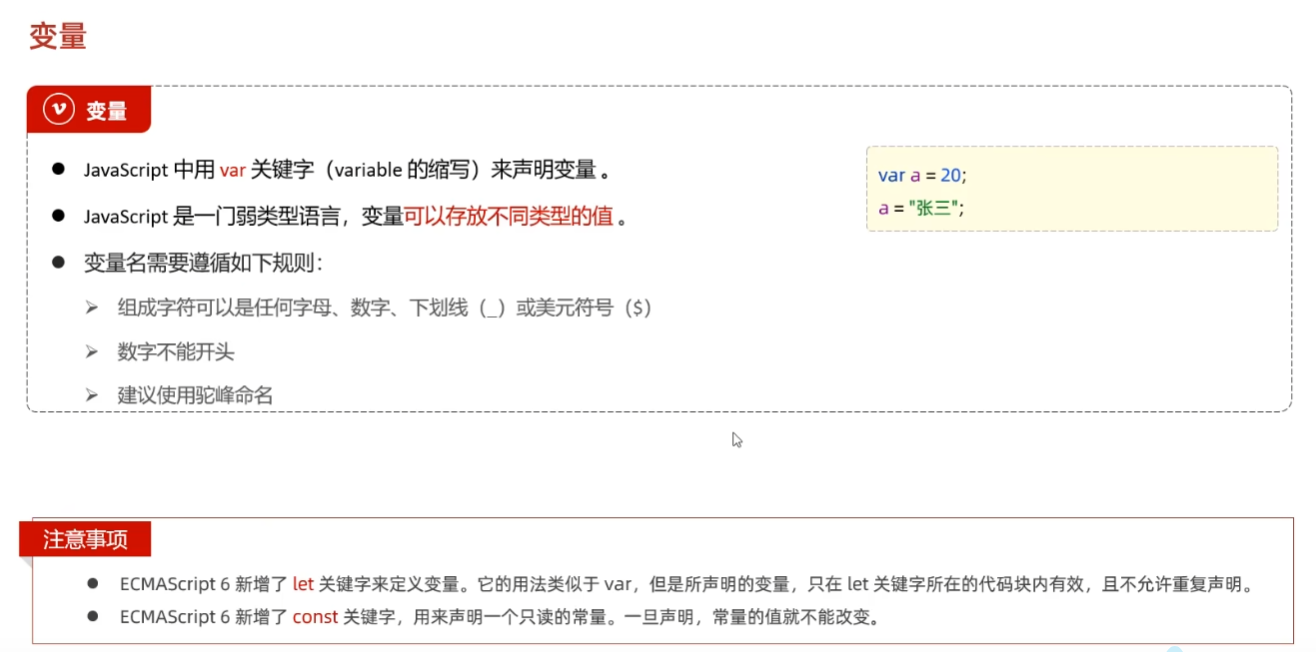 变量
变量
JavaScript 中用 var 关键字（variable 的缩写）来声明变量 。
var a = 20;
a = "张三";
JavaScript 是一门弱类型语言，变量可以存放不同类型的值 。
变量名需要遵循如下规则：
组成字符可以是任何字母、数字、下划线（_）或美元符号（$）
数字不能开头
建议使用驼峰命名
注意事项
ECMAScript 6 新增了 let 关键字来定义变量。它的用法类似于 var，但是所声明的变量，只在 let 关键字所在的代码块内有效，且不允许重复声明。
ECMAScript 6 新增了 const 关键字，用来声明一个只读的常量。一旦声明，常量的值就不能改变。